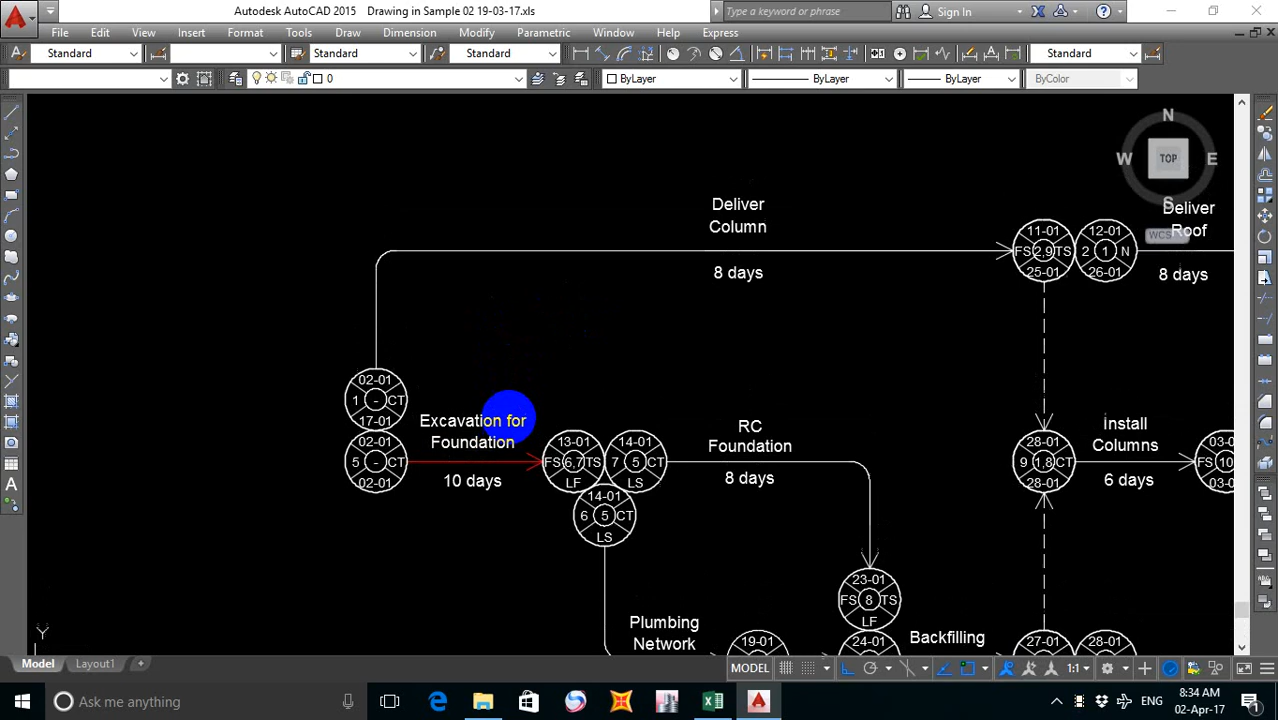 Autodesk AutoCAD 2015 Drawing in Sample 02 19-03-17.xls
Type a keyword or phrase
Sign In
File Edit View Insert Format Tools Draw Dimension Modify Parametric Window Help Express
Standard Standard Standard Standard
0 ByLayer ByLayer ByLayer ByColor
N
W TOP E
S
WCS
Deliver
Column
8 days
11-01
FS 2,9 TS
25-01
12-01
2 1 N
26-01
Deliver
Roof
8 days
02-01
1 - CT
17-01
02-01
5 - CT
02-01
Excavation for
Foundation
10 days
13-01
FS 6,7 TS
LF
14-01
7 5 CT
LS
14-01
6 5 CT
LS
RC
Foundation
8 days
28-01
9 1,8 CT
28-01
Install
Columns
6 days
03-0
FS 10
03-0
23-01
FS 8 TS
LF
Plumbing
Network
19-01
24-01
Backfilling
27-01
28-01
Y
Model Layout1 +
MODEL 1:1
Ask me anything
ENG
8:34 AM
02-Apr-17